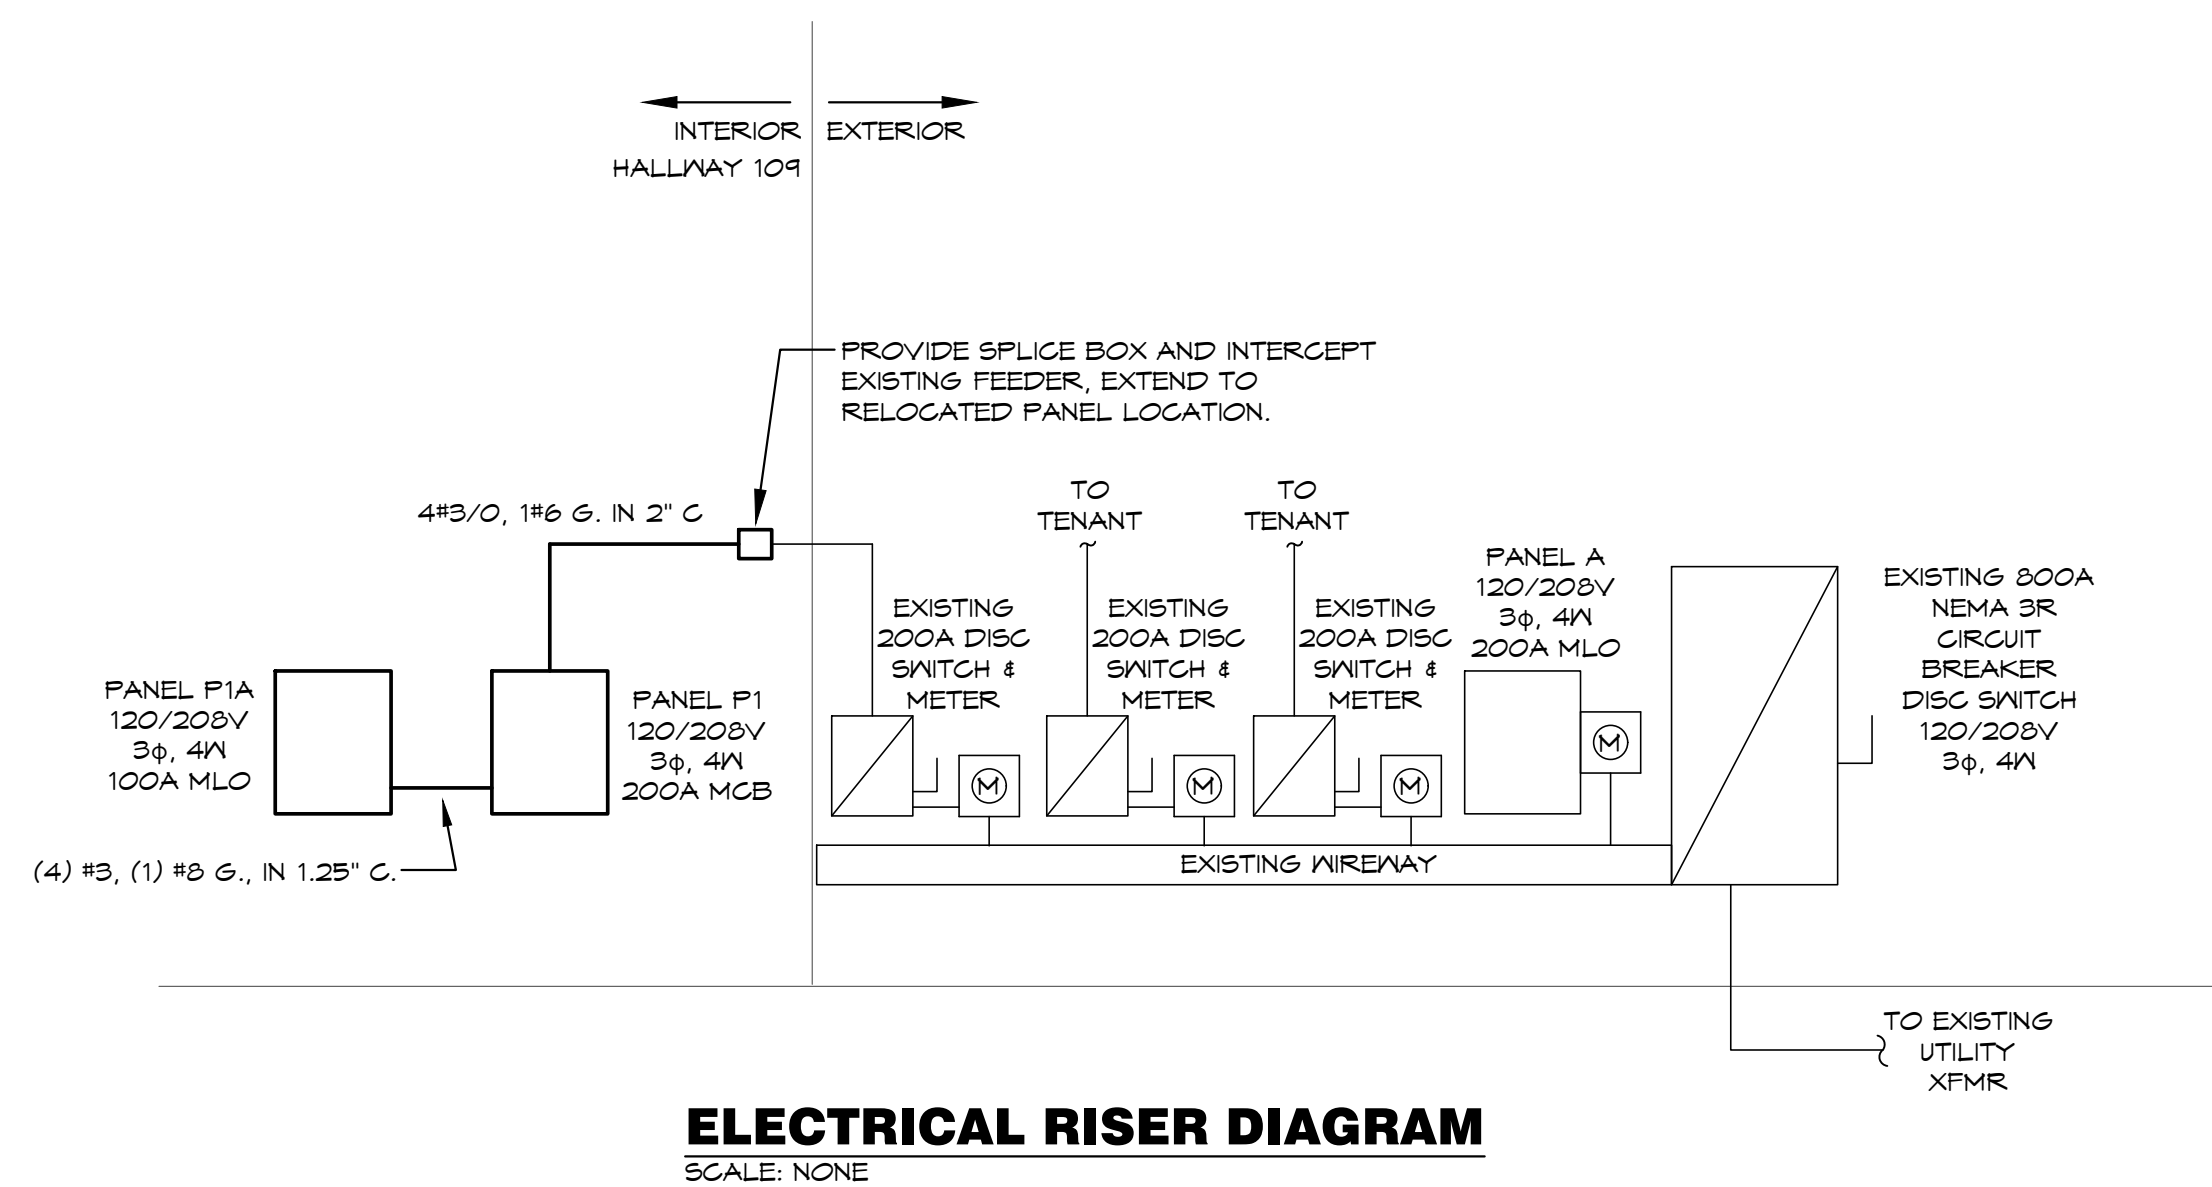 INTERIOR
HALLWAY 109
EXTERIOR
PROVIDE SPLICE BOX AND INTERCEPT
EXISTING FEEDER, EXTEND TO
RELOCATED PANEL LOCATION.
4#3/0, 1#6 G. IN 2" C
PANEL P1A
120/208V
3ϕ, 4W
100A MLO
PANEL P1
120/208V
3ϕ, 4W
200A MCB
(4) #3, (1) #8 G., IN 1.25" C.
EXISTING
200A DISC
SWITCH &
METER
M
TO
TENANT
EXISTING
200A DISC
SWITCH &
METER
M
TO
TENANT
EXISTING
200A DISC
SWITCH &
METER
M
PANEL A
120/208V
3ϕ, 4W
200A MLO
M
EXISTING WIREWAY
EXISTING 800A
NEMA 3R
CIRCUIT
BREAKER
DISC SWITCH
120/208V
3ϕ, 4W
TO EXISTING
UTILITY
XFMR
ELECTRICAL RISER DIAGRAM
SCALE: NONE